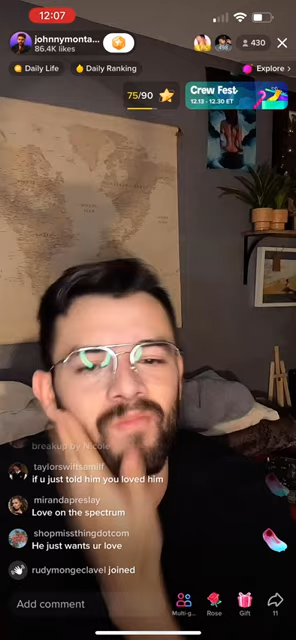 12:07
johnnymonta...
86.4K likes
430
Daily Life
Daily Ranking
Explore >
75/90
Crew Fest
12.13 - 12.30 ET
breakup by Nicole
taylorswiftsamilf
if u just told him you loved him
mirandapreslay
Love on the spectrum
shopmissthingdotcom
He just wants ur love
rudymongeclavel joined
Add comment
Multi-g...
Rose
Gift
11